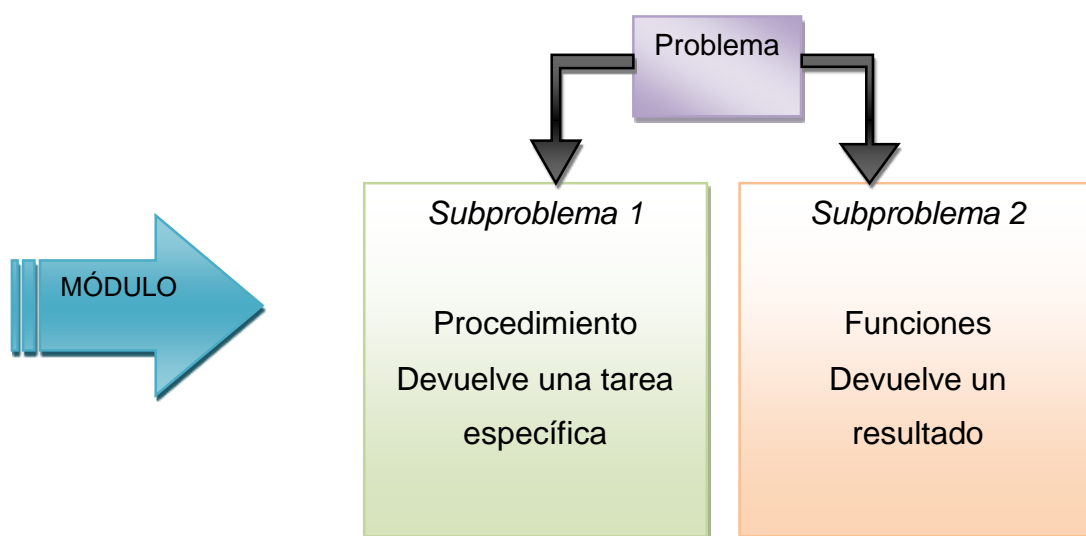 Problema
MÓDULO
Subproblema 1
Procedimiento
Devuelve una tarea
específica
Subproblema 2
Funciones
Devuelve un
resultado